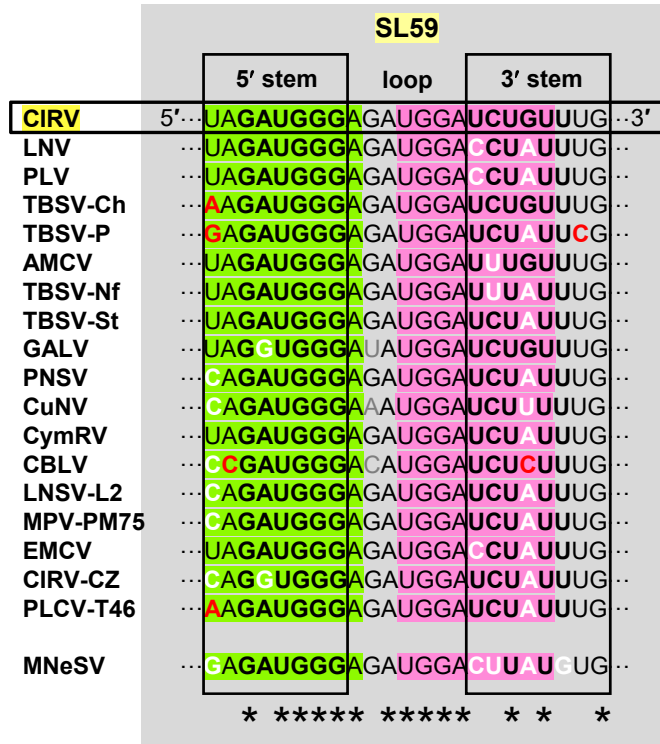 SL59
5′ stem loop 3′ stem
CIRV 5′···UAGAUGGGAGAUGGAUCUGUUUG···3′
LNV ···UAGAUGGGAGAUGGACCUAUUUG···
PLV ···UAGAUGGGAGAUGGACCUAUUUG···
TBSV-Ch ···AAGAUGGGAGAUGGAUCUGUUUG···
TBSV-P ···GAGAUGGGAGAUGGAUCUAUUCG···
AMCV ···UAGAUGGGAGAUGGAUUUGUUUG···
TBSV-Nf ···UAGAUGGGAGAUGGAUUUAUUUG···
TBSV-St ···UAGAUGGGAGAUGGAUCUAUUUG···
GALV ···UAGGUGGGAUAUGGAUCUGUUUG···
PNSV ···CAGAUGGGAGAUGGAUCUAUUUG···
CuNV ···CAGAUGGGAAAUGGAUCUUUUUG···
CymRV ···UAGAUGGGAGAUGGAUCUAUUUG···
CBLV ···CCGAUGGGACAUGGAUCUCUUUG···
LNSV-L2 ···CAGAUGGGAGAUGGAUCUAUUUG···
MPV-PM75 ···CAGAUGGGAGAUGGAUCUAUUUG···
EMCV ···UAGAUGGGAGAUGGACCUAUUUG···
CIRV-CZ ···CAGGUGGGAGAUGGAUCUAUUUG···
PLCV-T46 ···AAGAUGGGAGAUGGAUCUAUUUG···
MNeSV ···GAGAUGGGAGAUGGACUUAUGUG···
* ***** ***** * * *